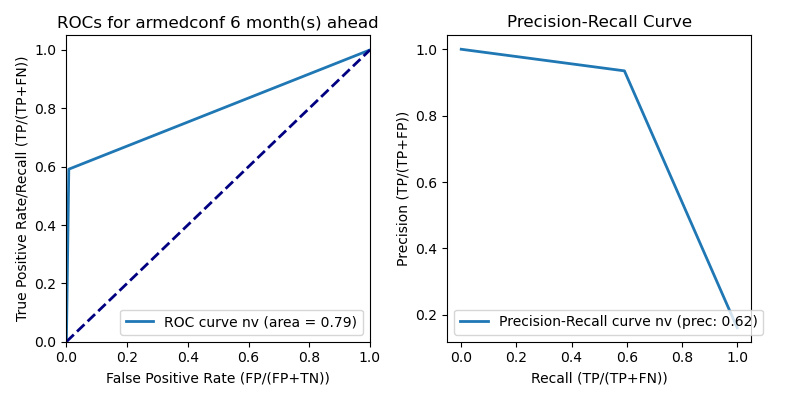 ROCs for armedconf 6 month(s) ahead
True Positive Rate/Recall (TP/(TP+FN))
1.0
0.8
0.6
0.4
0.2
0.0
ROC curve nv (area = 0.79)
0.0 0.2 0.4 0.6 0.8 1.0
False Positive Rate (FP/(FP+TN))
Precision-Recall Curve
Precision (TP/(TP+FP))
1.0
0.8
0.6
0.4
0.2
Precision-Recall curve nv (prec: 0.62)
0.0 0.2 0.4 0.6 0.8 1.0
Recall (TP/(TP+FN))